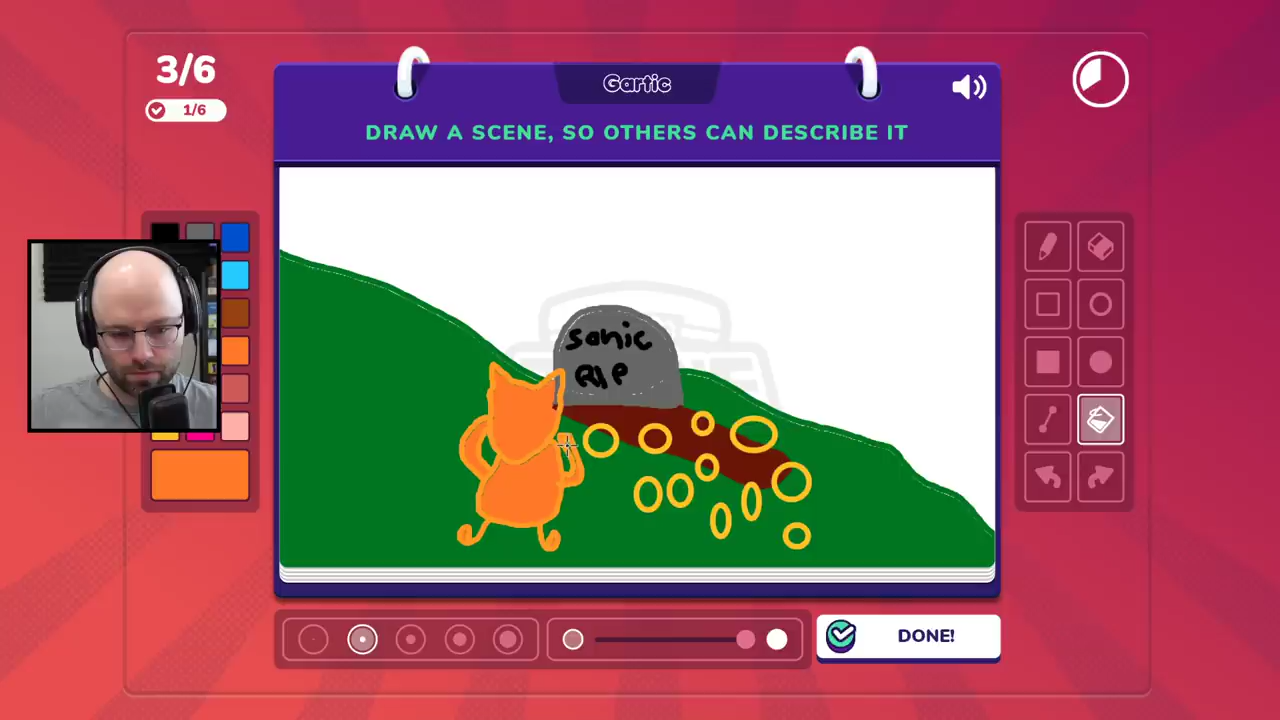 3/6
1/6
Gartic
DRAW A SCENE, SO OTHERS CAN DESCRIBE IT
sonic
RIP
DONE!